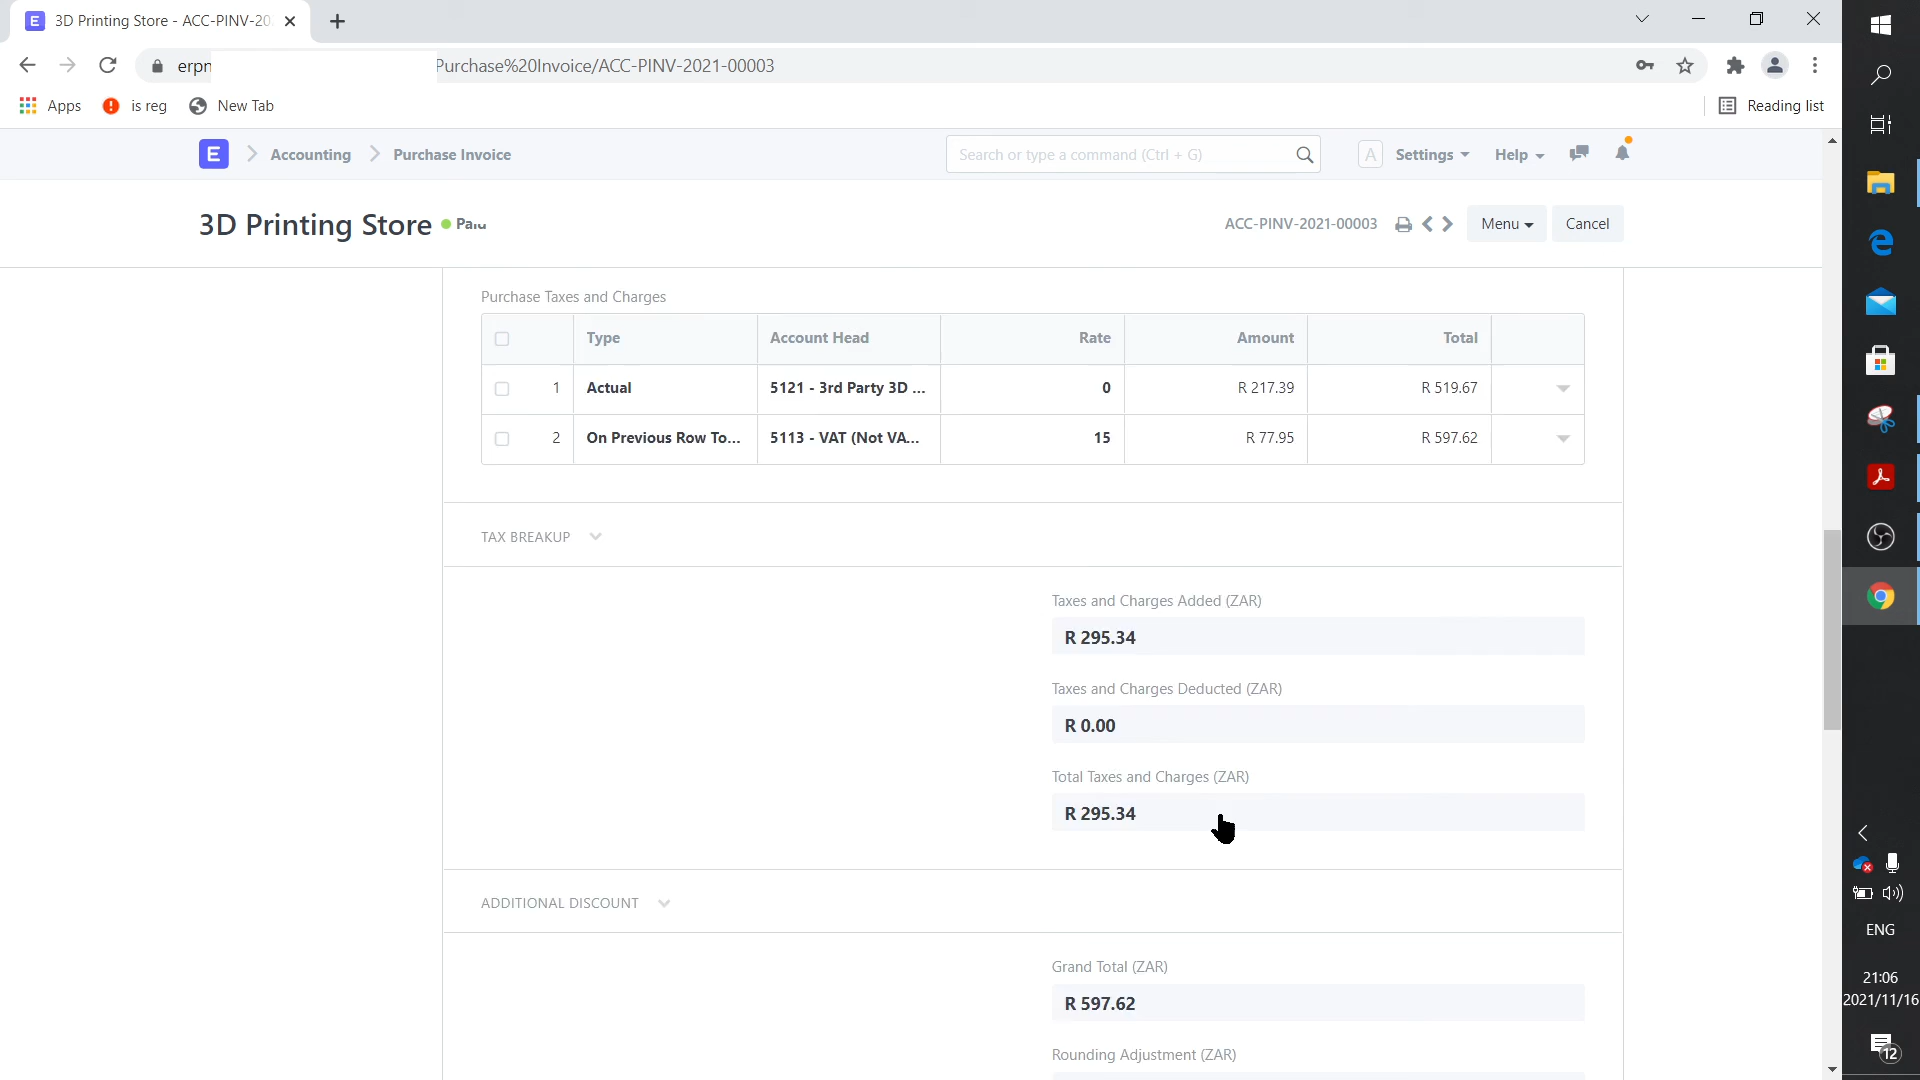 3D Printing Store - ACC-PINV-20
erpn
Purchase%20Invoice/ACC-PINV-2021-00003
Apps
is reg
New Tab
Reading list
E
Accounting
Purchase Invoice
Search or type a command (Ctrl + G)
A
Settings
Help
3D Printing Store
Paid
ACC-PINV-2021-00003
Menu
Cancel
Purchase Taxes and Charges
Type Account Head Rate Amount Total
1 Actual 5121 - 3rd Party 3D ... 0 R 217.39 R 519.67
2 On Previous Row To... 5113 - VAT (Not VA... 15 R 77.95 R 597.62
TAX BREAKUP
Taxes and Charges Added (ZAR)
R 295.34
Taxes and Charges Deducted (ZAR)
R 0.00
Total Taxes and Charges (ZAR)
R 295.34
ADDITIONAL DISCOUNT
Grand Total (ZAR)
R 597.62
Rounding Adjustment (ZAR)
ENG
21:06
2021/11/16
12